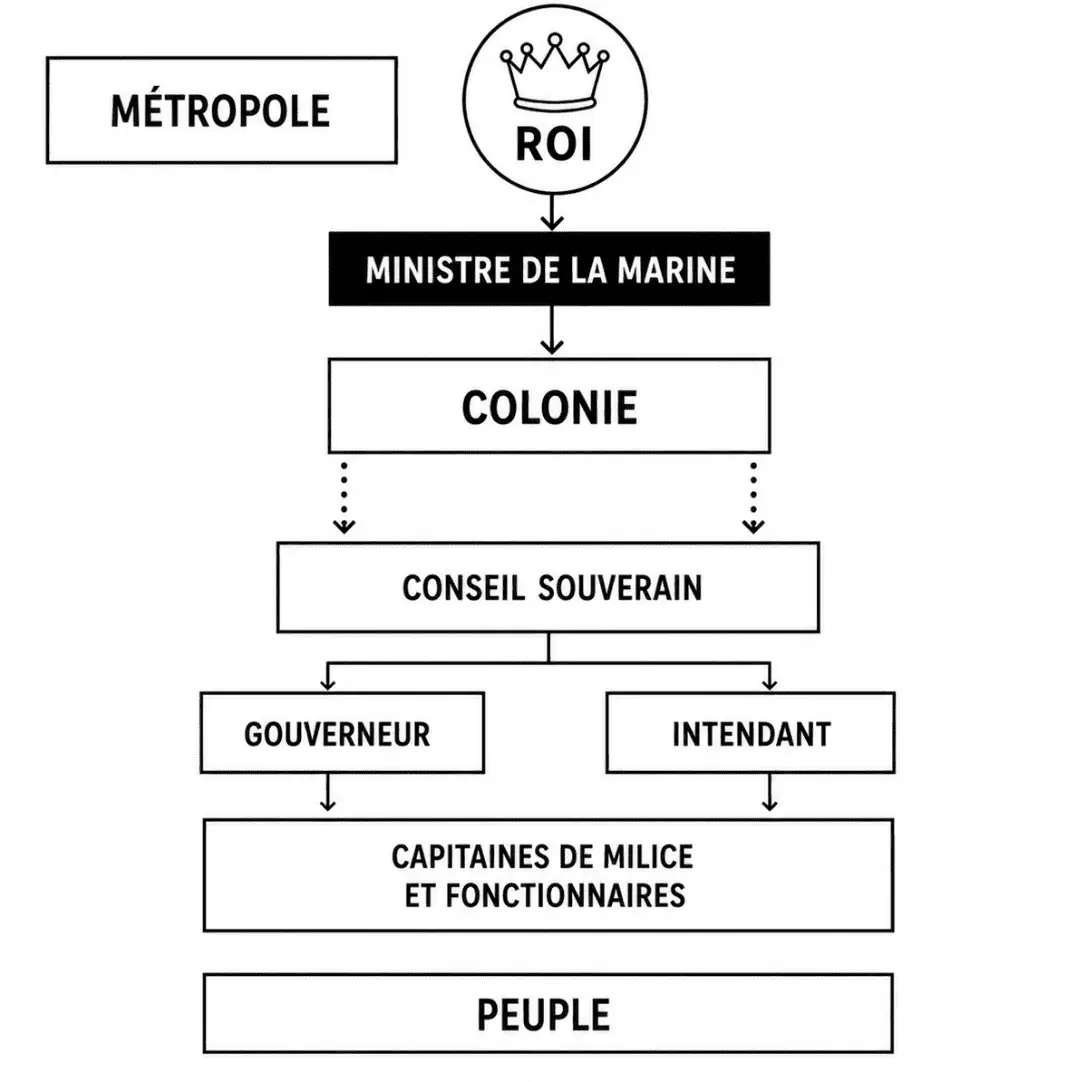 MÉTROPOLE
ROI
MINISTRE DE LA MARINE
COLONIE
CONSEIL SOUVERAIN
GOUVERNEUR
INTENDANT
CAPITAINES DE MILICE
ET FONCTIONNAIRES
PEUPLE